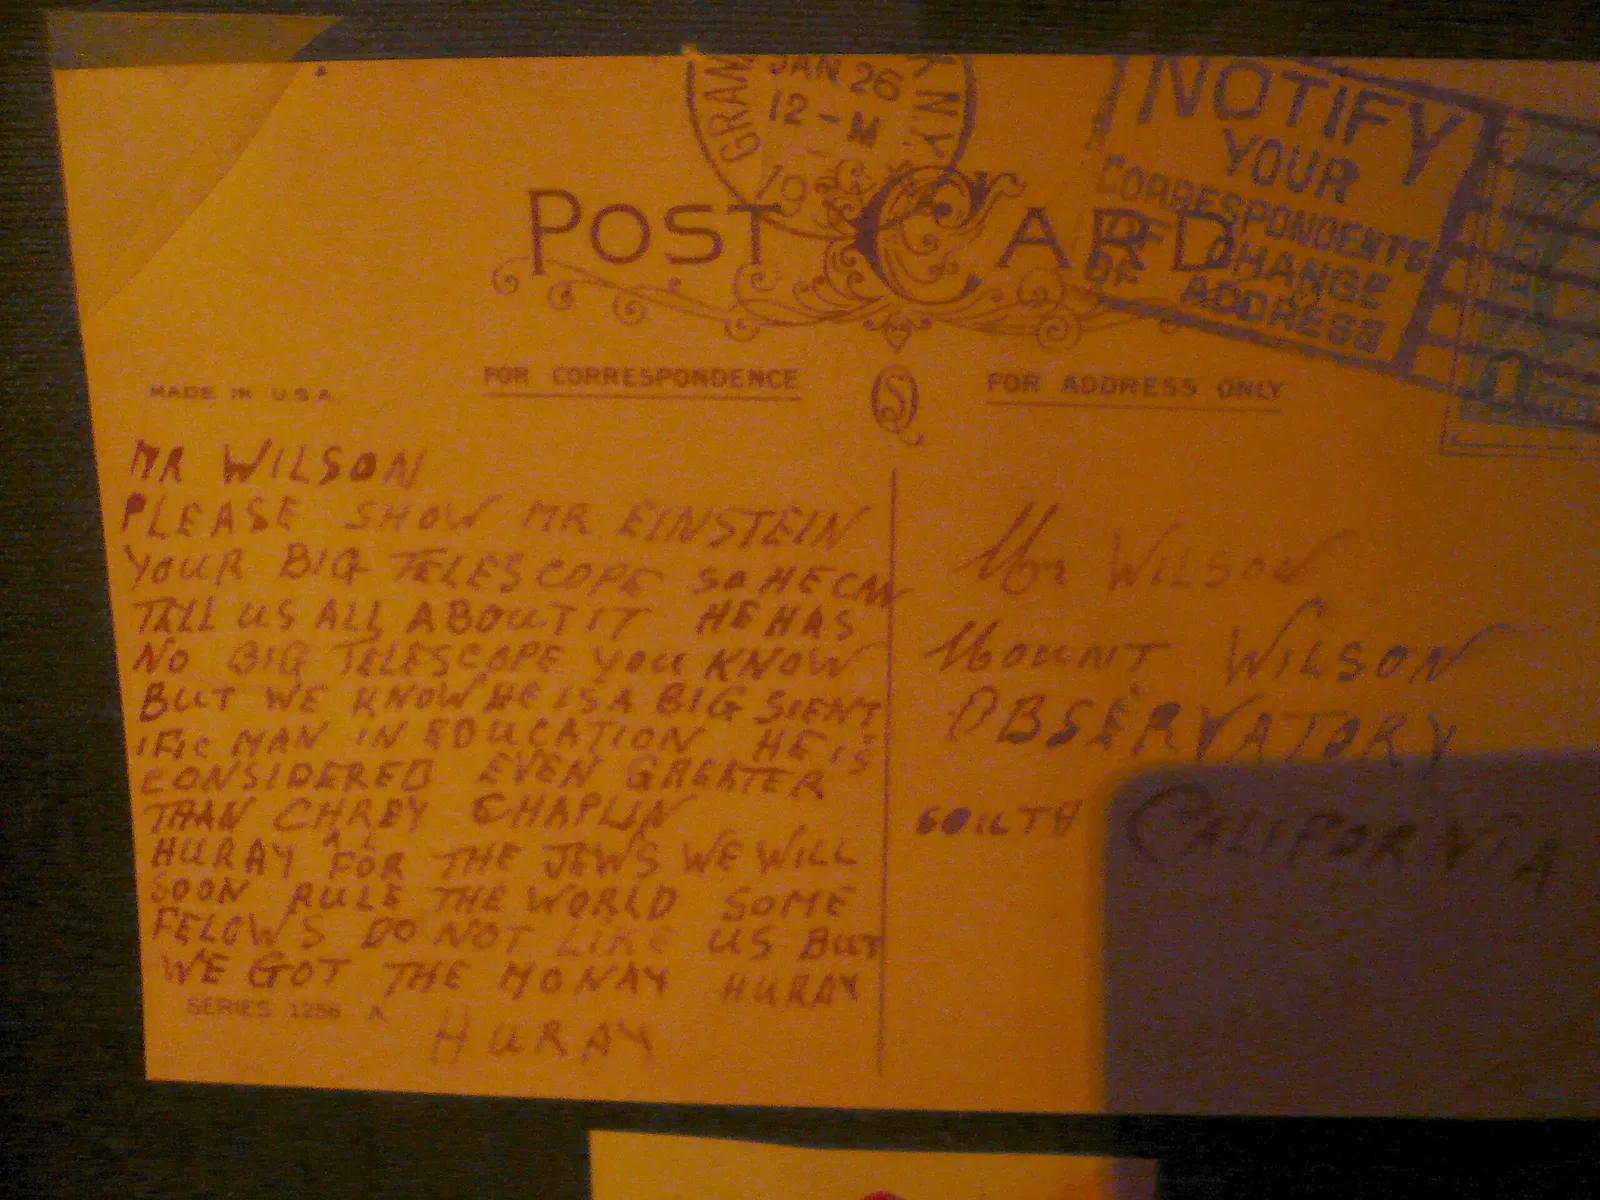 JAN 26
12-M
19
GRAN
N.Y.
NOTIFY
YOUR
CORRESPONDENTS
OF CHANGE
OF ADDRESS
POST CARD
FOR CORRESPONDENCE
FOR ADDRESS ONLY
MADE IN U.S.A.
MR WILSON
PLEASE SHOW MR EINSTEIN
YOUR BIG TELESCOPE SO HE CAN
TELL US ALL ABOUT IT HE HAS
NO BIG TELESCOPE YOU KNOW
BUT WE KNOW HE IS A BIG SIENT
IFIC MAN IN EDUCATION HE IS
CONSIDERED EVEN GREATER
THAN CHREY CHAPLIN
AL
HURAY FOR THE JEWS WE WILL
SOON RULE THE WORLD SOME
FELOWS DO NOT LIKE US BUT
WE GOT THE MONAY HURAY
SERIES 1256 A
HURAY
Mr WILSON
MOUNT WILSON
OBSERVATORY
SOUTH CALIFORNIA